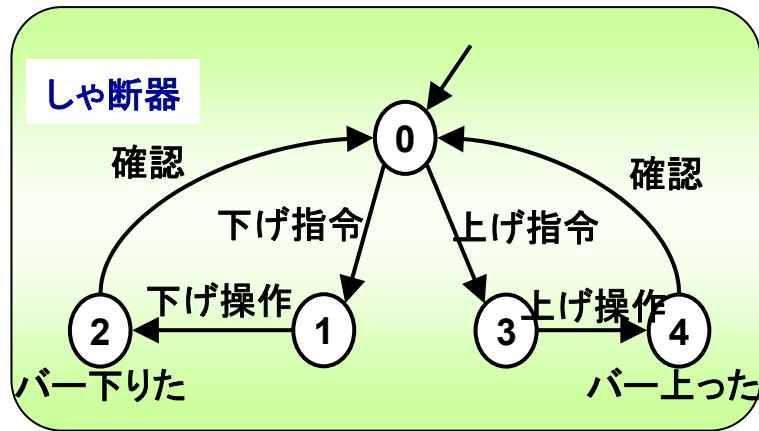 しゃ断器
0
確認
確認
下げ指令
上げ指令
下げ操作
上げ操作
2
1
3
4
バー下りた
バー上った